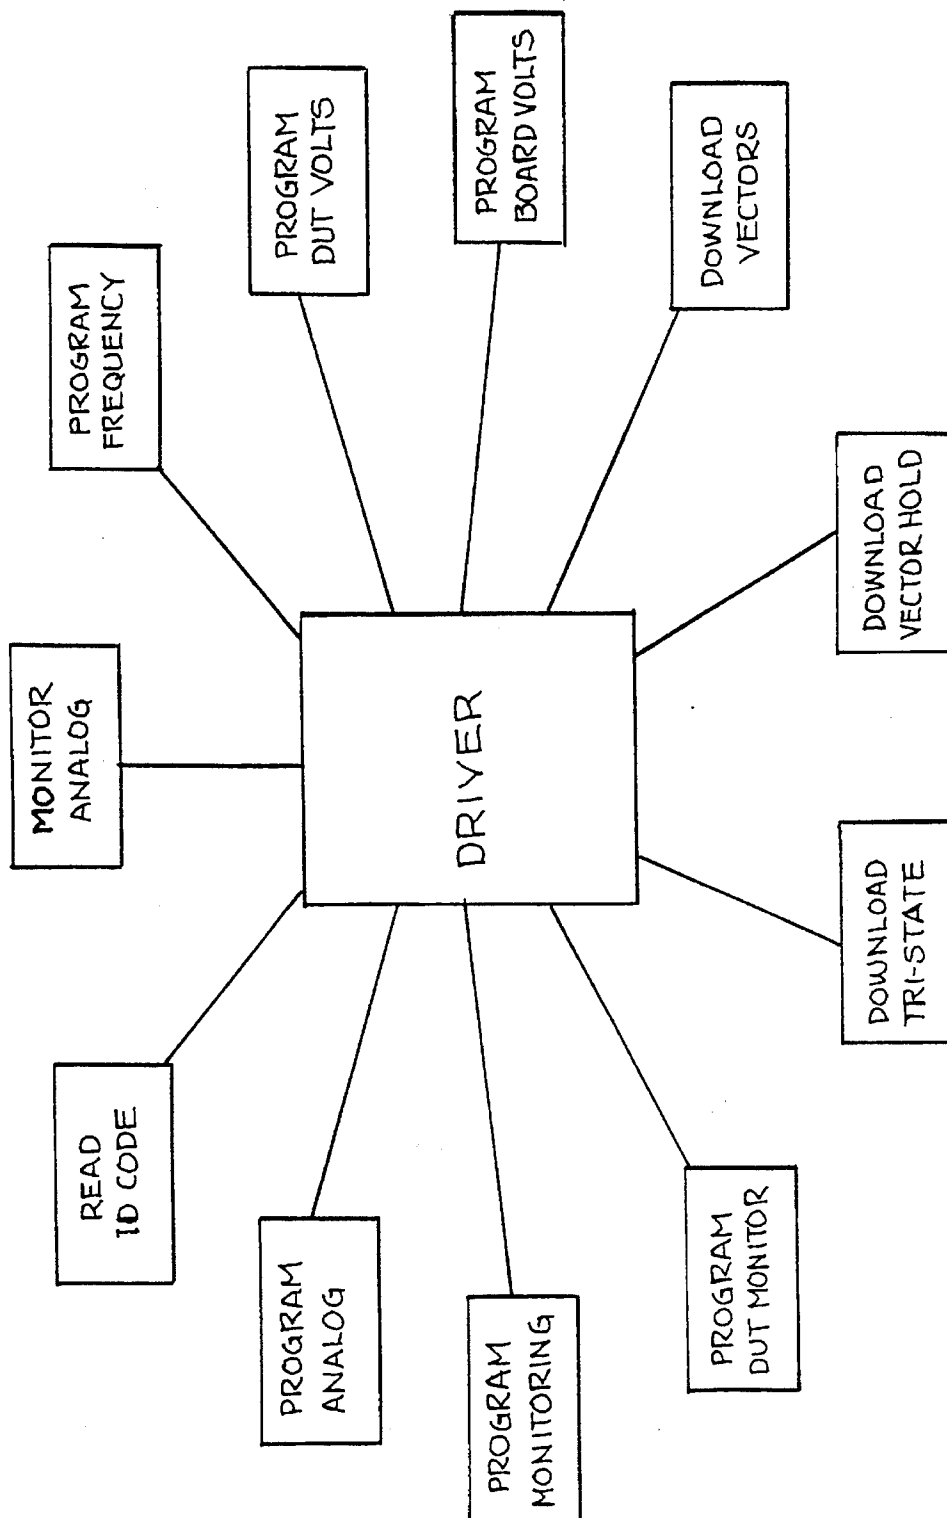 MONITOR
ANALOG
READ
ID CODE
PROGRAM
FREQUENCY
PROGRAM
ANALOG
PROGRAM
DUT VOLTS
DRIVER
PROGRAM
MONITORING
PROGRAM
BOARD VOLTS
PROGRAM
DUT MONITOR
DOWNLOAD
VECTORS
DOWNLOAD
TRI-STATE
DOWNLOAD
VECTOR HOLD